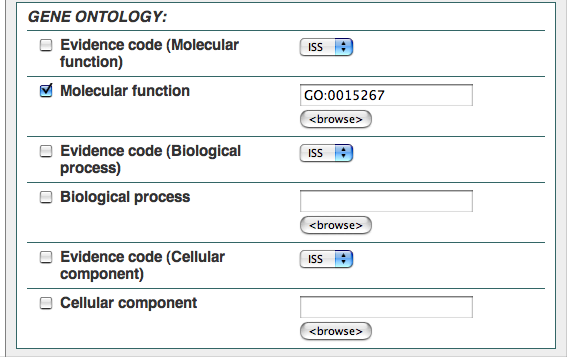 GENE ONTOLOGY:
Evidence code (Molecular
function)
ISS
Molecular function
GO:0015267
<browse>
Evidence code (Biological
process)
ISS
Biological process
<browse>
Evidence code (Cellular
component)
ISS
Cellular component
<browse>